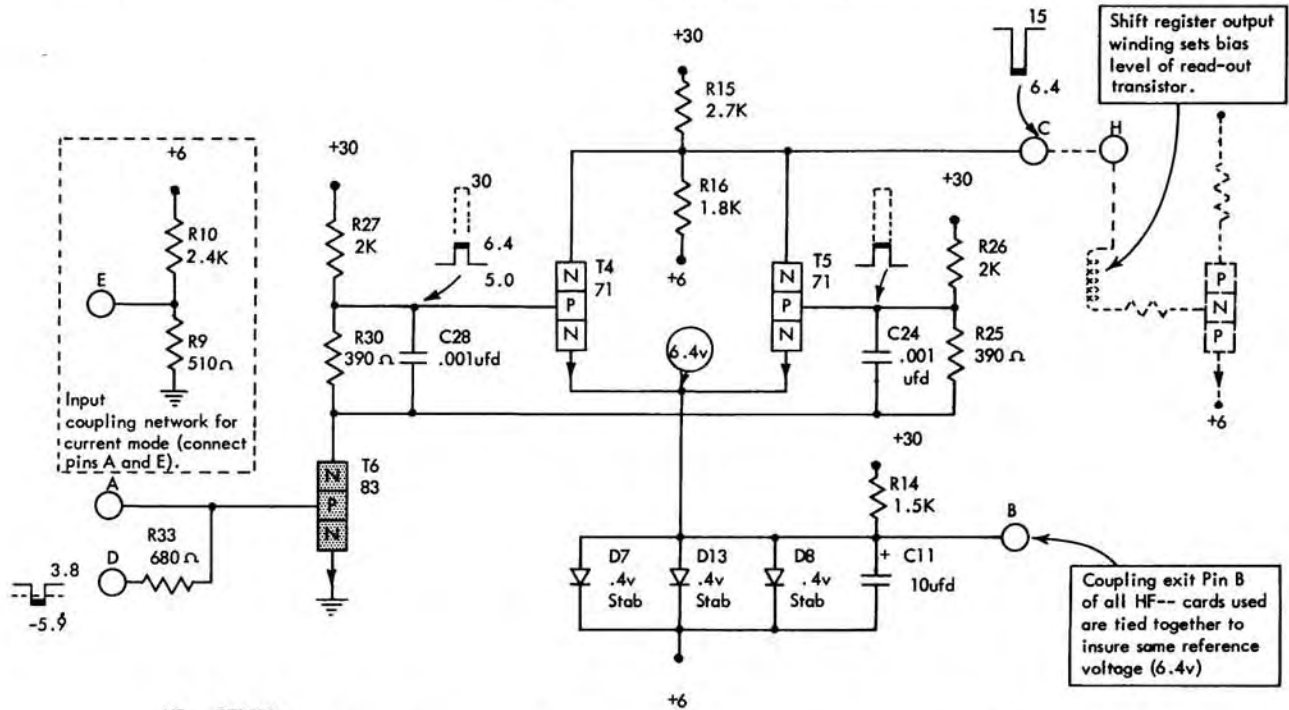 +30
R15
2.7K
15
6.4
Shift register output
winding sets bias
level of read-out
transistor.
C
H
+6
R10
2.4K
E
R9
510Ω
Input
coupling network for
current mode (connect
pins A and E).
+30
R27
2K
30
6.4
5.0
R16
1.8K
+6
+30
R26
2K
N
P
N
T4
71
N
P
N
T5
71
P
N
P
+6
R30
390 Ω
C28
.001ufd
6.4v
C24
.001
ufd
R25
390 Ω
A
D
R33
680 Ω
3.8
-5.9
N
P
N
T6
83
+30
R14
1.5K
B
D7
.4v
Stab
D13
.4v
Stab
D8
.4v
Stab
+
C11
10ufd
+6
Coupling exit Pin B
of all HF-- cards used
are tied together to
insure same reference
voltage (6.4v)